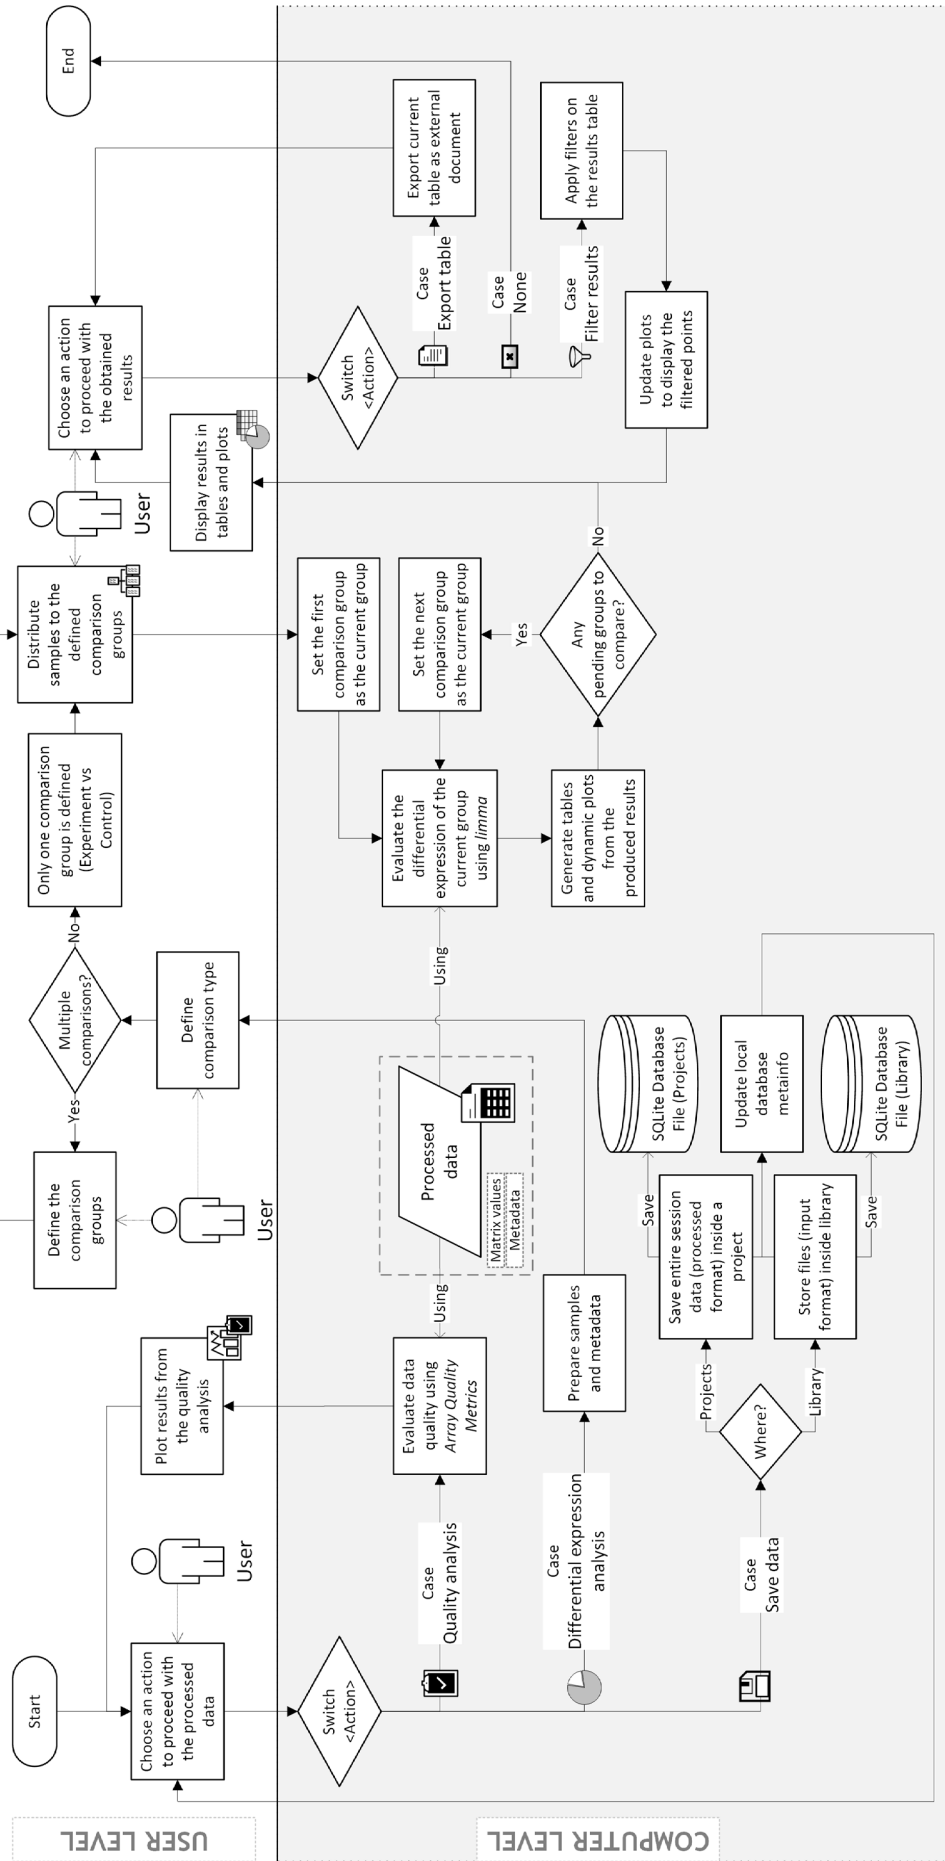 USER LEVEL
Start
Choose an action
to proceed with
the processed
data
User
Plot results from
the quality
analysis
User
Define the
comparison
groups
Yes
Multiple
comparisons?
No
Define
comparison type
Only one comparison
group is defined
(Experiment vs
Control)
Distribute
samples to the
defined
comparison
groups
User
Choose an action
to proceed with
the obtained
results
Display results in
tables and plots
End
COMPUTER LEVEL
Switch
<Action>
Case
Quality analysis
Evaluate data
quality using
Array Quality
Metrics
Using
Processed
data
Matrix values
Metadata
Using
Case
Differential expression
analysis
Prepare samples
and metadata
Case
Save data
Where?
Projects
Library
Save entire session
data (processed
format) inside a
project
Store files (input
format) inside library
Save
Save
SQLite Database
File (Projects)
Update local
database
metainfo
SQLite Database
File (Library)
Set the first
comparison group
as the current group
Set the next
comparison group
as the current group
Evaluate the
differential
expression of the
current group
using limma
Generate tables
and dynamic plots
from the
produced results
Any
pending groups to
compare?
Yes
No
Switch
<Action>
Case
Export table
Export current
table as external
document
Case
None
Case
Filter results
Apply filters on
the results table
Update plots
to display the
filtered points